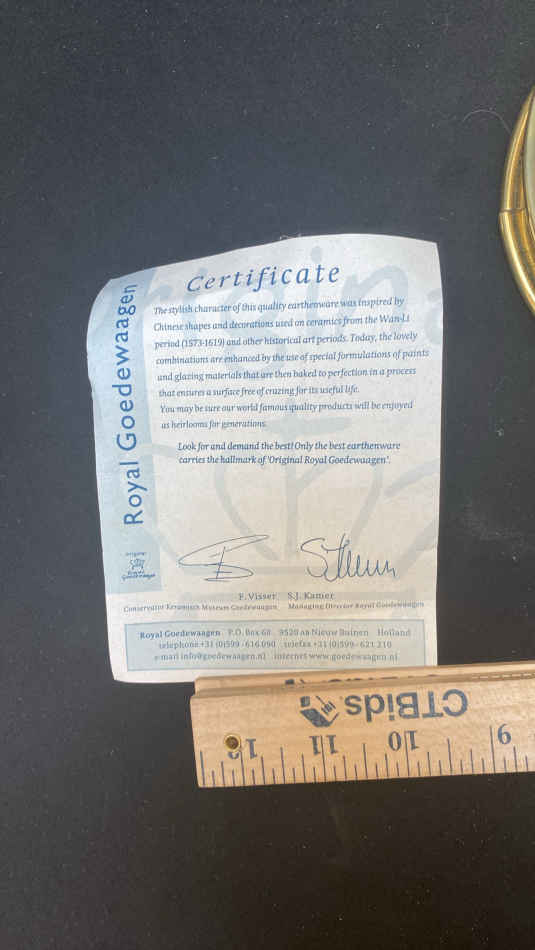 Certificate
Royal Goedewaagen
The stylish character of this quality earthenware was inspired by
Chinese shapes and decorations used on ceramics from the Wan-Li
period (1573-1619) and other historical art periods. Today, the lovely
combinations are enhanced by the use of special formulations of paints
and glazing materials that are then baked to perfection in a process
that ensures a surface free of crazing for its useful life.
You may be sure our world famous quality products will be enjoyed
as heirlooms for generations.
Look for and demand the best! Only the best earthenware
carries the hallmark of 'Original Royal Goedewaagen'.
F. Visser S.J. Kamer
Conservator Keramisch Museum Goedewaagen Managing Director Royal Goedewaagen
Royal Goedewaagen P.O. Box 68 9520 AB Nieuw Buinen Holland
telephone +31 (0)599 - 616 090 telefax +31 (0)599 - 621 210
e-mail info@goedewaagen.nl internet www.goedewaagen.nl
CTBids
12 11 10 9